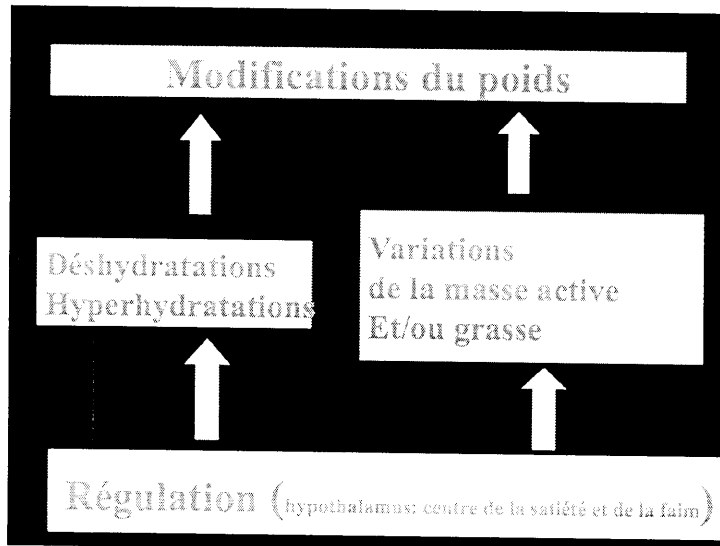 Modifications du poids
Déshydratations
Hyperhydratations
Variations
de la masse active
Et/ou grasse
Régulation (hypothalamus: centre de la satiété et de la faim)